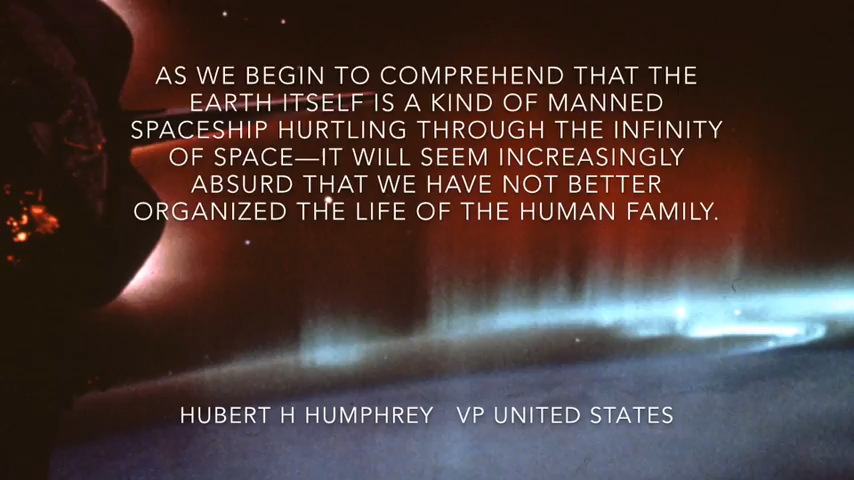 AS WE BEGIN TO COMPREHEND THAT THE
EARTH ITSELF IS A KIND OF MANNED
SPACESHIP HURTLING THROUGH THE INFINITY
OF SPACE—IT WILL SEEM INCREASINGLY
ABSURD THAT WE HAVE NOT BETTER
ORGANIZED THE LIFE OF THE HUMAN FAMILY.
HUBERT H HUMPHREY VP UNITED STATES